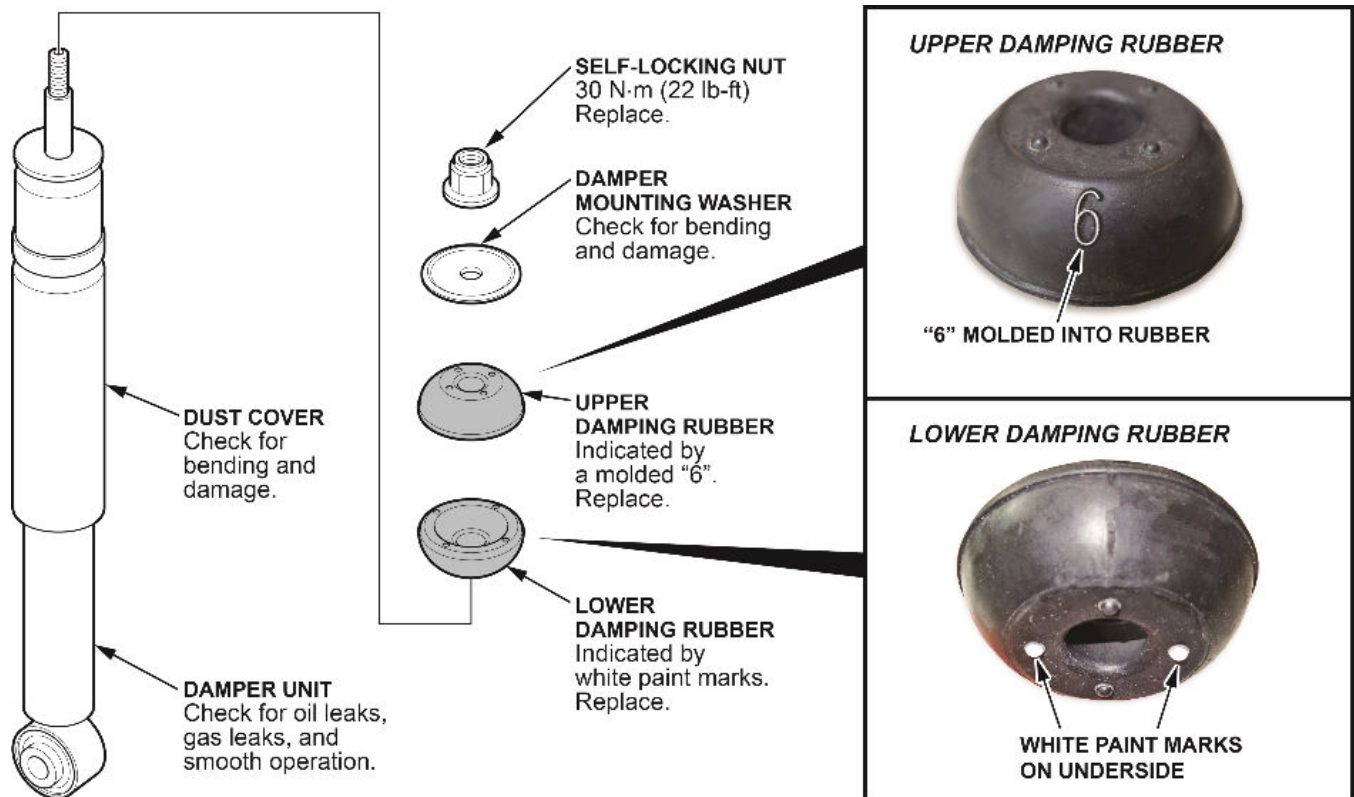 SELF-LOCKING NUT
30 N·m (22 lb-ft)
Replace.
DAMPER
MOUNTING WASHER
Check for bending
and damage.
UPPER
DAMPING RUBBER
Indicated by
a molded “6”.
Replace.
LOWER
DAMPING RUBBER
Indicated by
white paint marks.
Replace.
DUST COVER
Check for
bending and
damage.
DAMPER UNIT
Check for oil leaks,
gas leaks, and
smooth operation.
UPPER DAMPING RUBBER
6
“6” MOLDED INTO RUBBER
LOWER DAMPING RUBBER
WHITE PAINT MARKS
ON UNDERSIDE